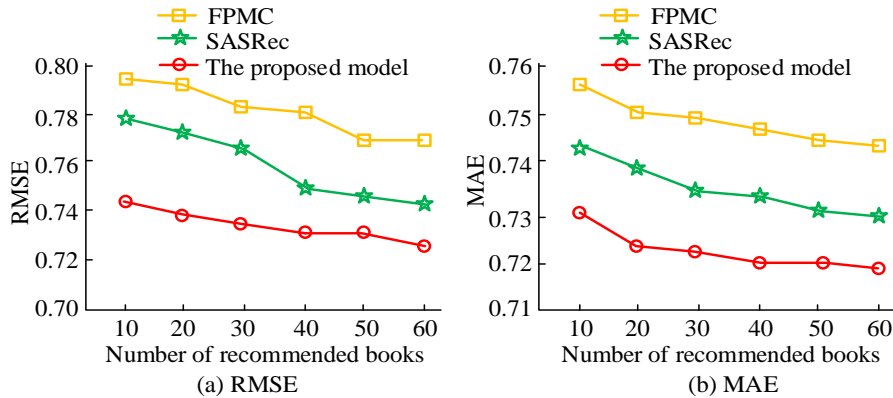 FPMC
SASRec
The proposed model
0.80
0.78
0.76
0.74
0.72
0.70
RMSE
10 20 30 40 50 60
Number of recommended books
(a) RMSE
FPMC
SASRec
The proposed model
0.76
0.75
0.74
0.73
0.72
0.71
MAE
10 20 30 40 50 60
Number of recommended books
(b) MAE